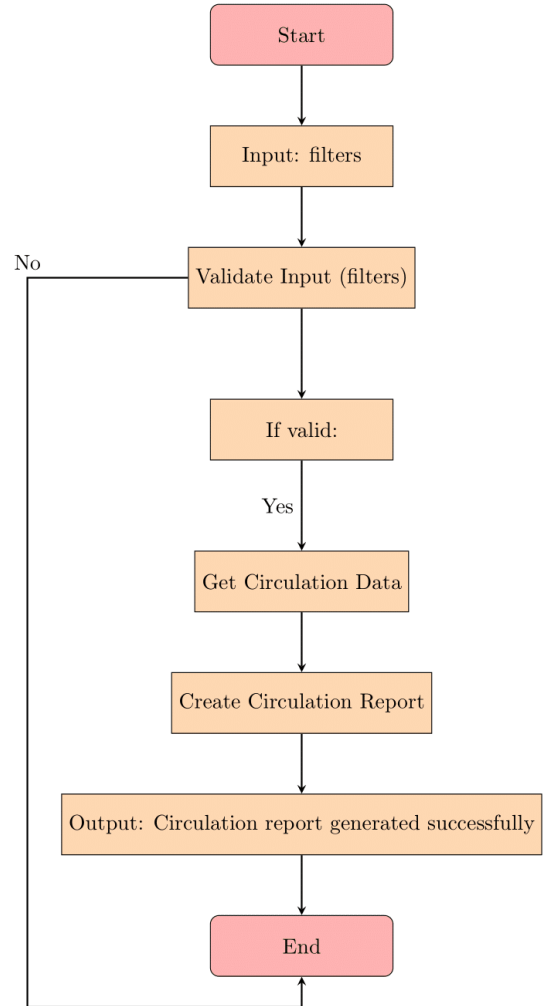 Start
Input: filters
No
Validate Input (filters)
If valid:
Yes
Get Circulation Data
Create Circulation Report
Output: Circulation report generated successfully
End